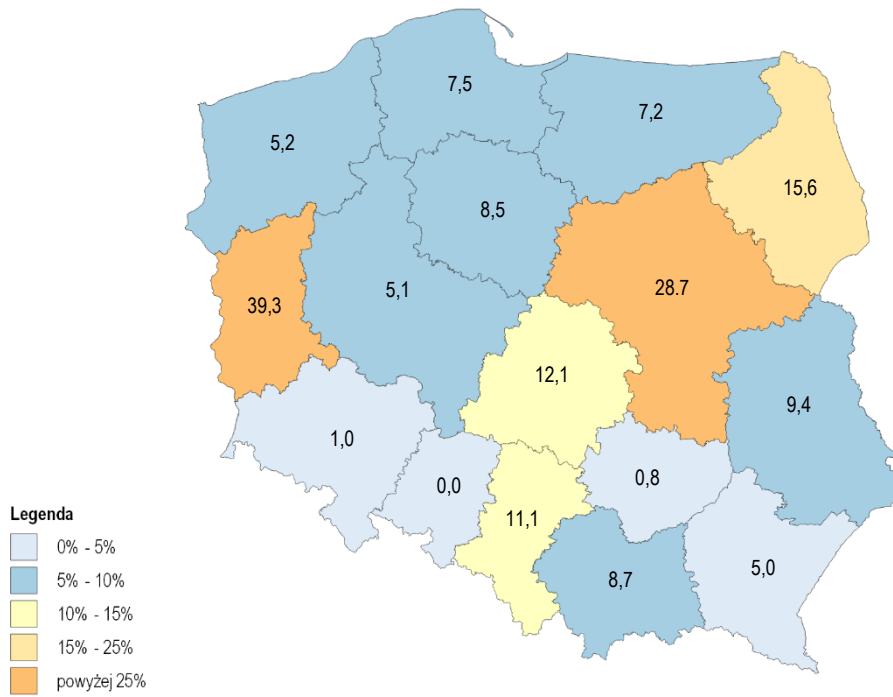 7,5
7,2
5,2
15,6
8,5
5,1
28.7
39,3
12,1
9,4
1,0
0,8
0,0
11,1
5,0
8,7
Legenda
0% - 5%
5% - 10%
10% - 15%
15% - 25%
powyżej 25%